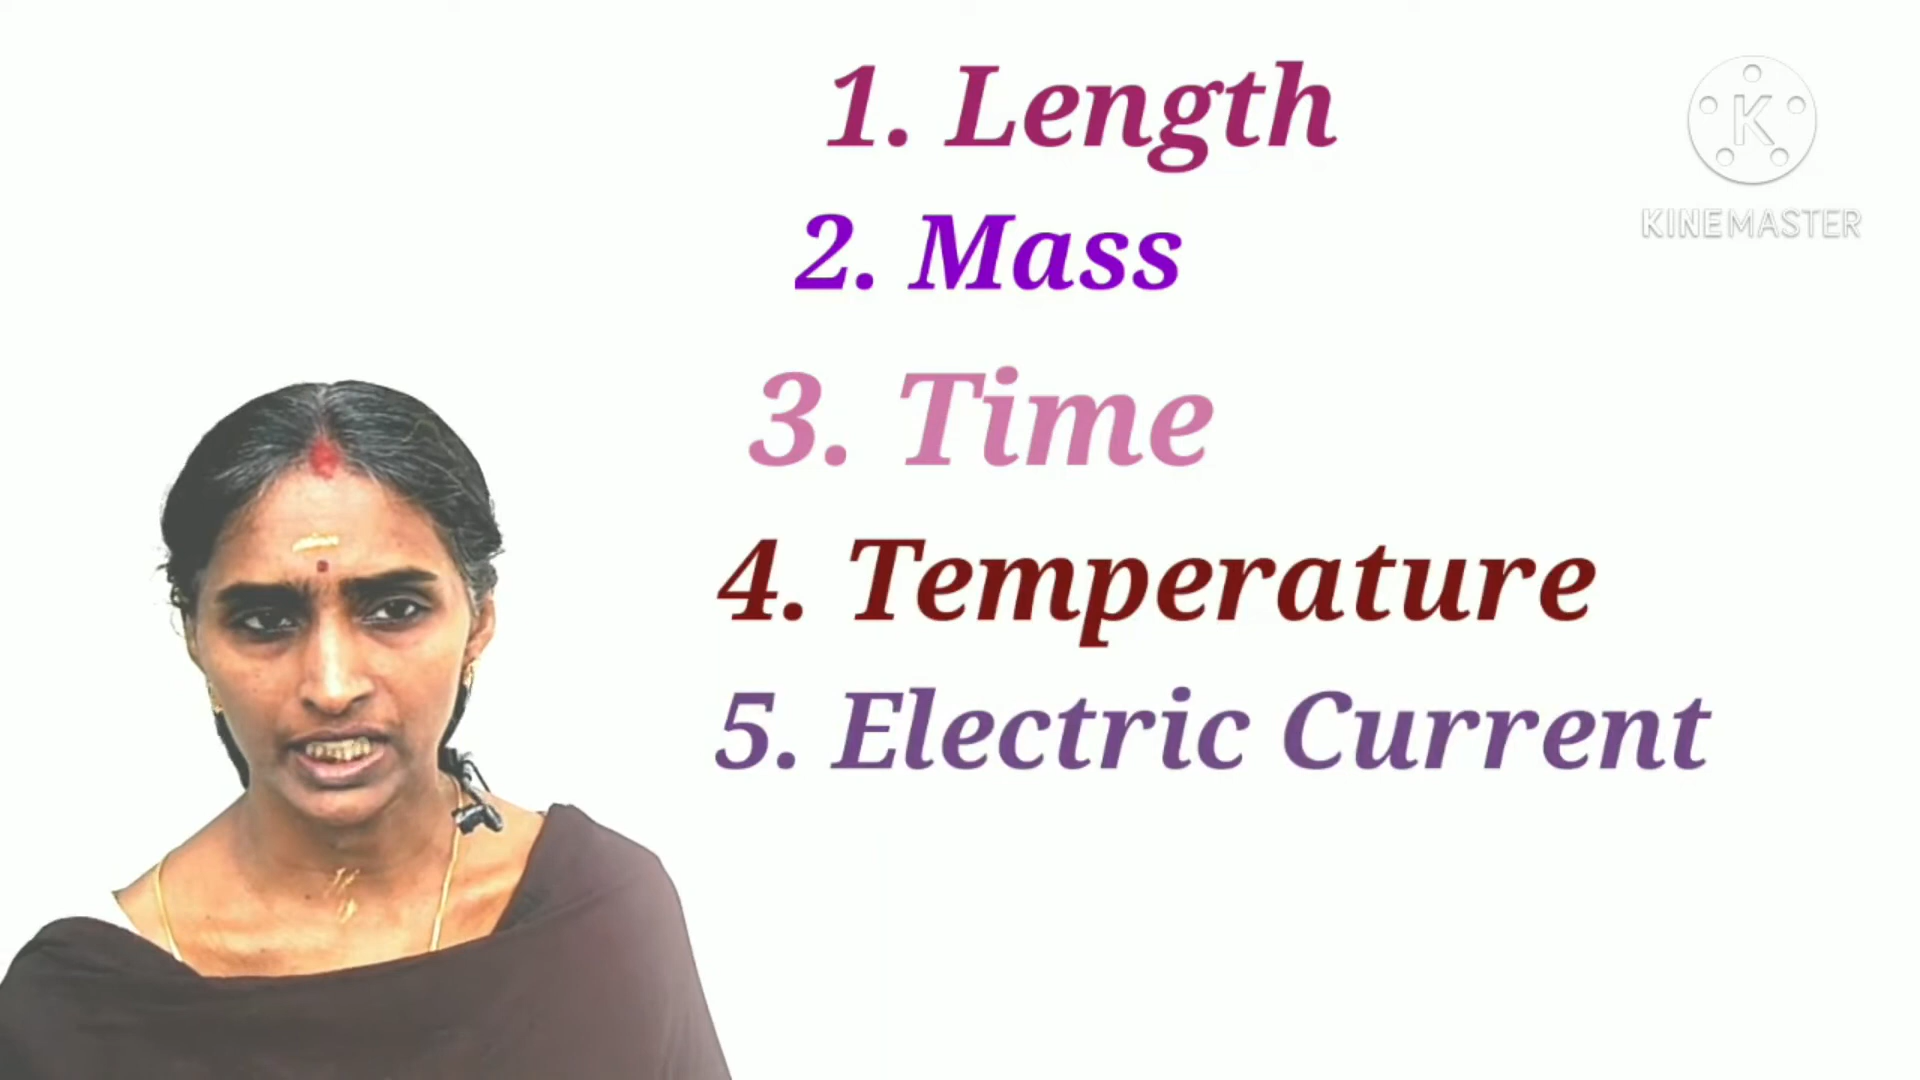 1. Length
K
KINEMASTER
2. Mass
3. Time
4. Temperature
5. Electric Current